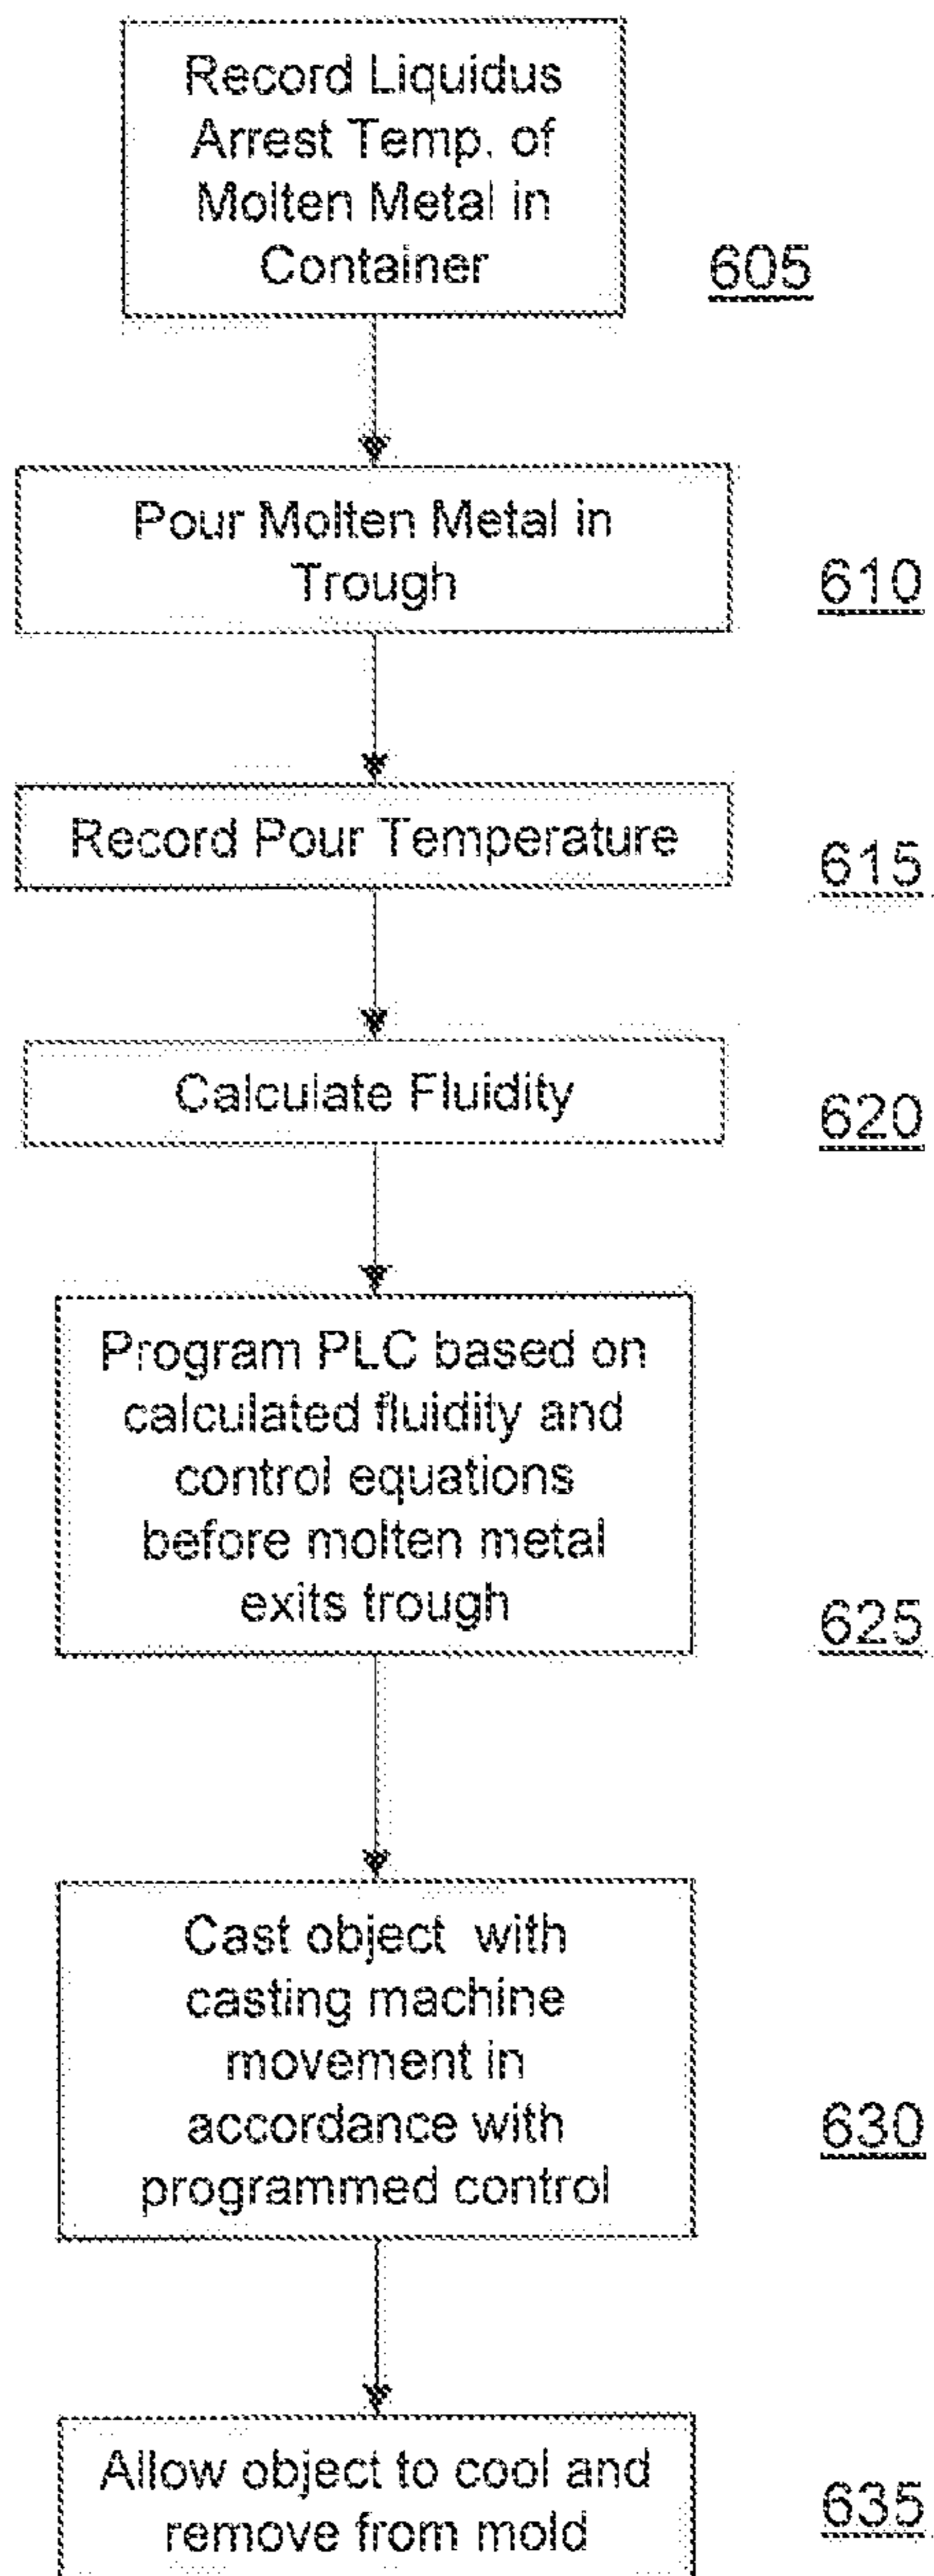 Record Liquidus
Arrest Temp. of
Molten Metal in
Container
605
Pour Molten Metal in
Trough
610
Record Pour Temperature
615
Calculate Fluidity
620
Program PLC based on
calculated fluidity and
control equations
before molten metal
exits trough
625
Cast object with
casting machine
movement in
accordance with
programmed control
630
Allow object to cool and
remove from mold
635